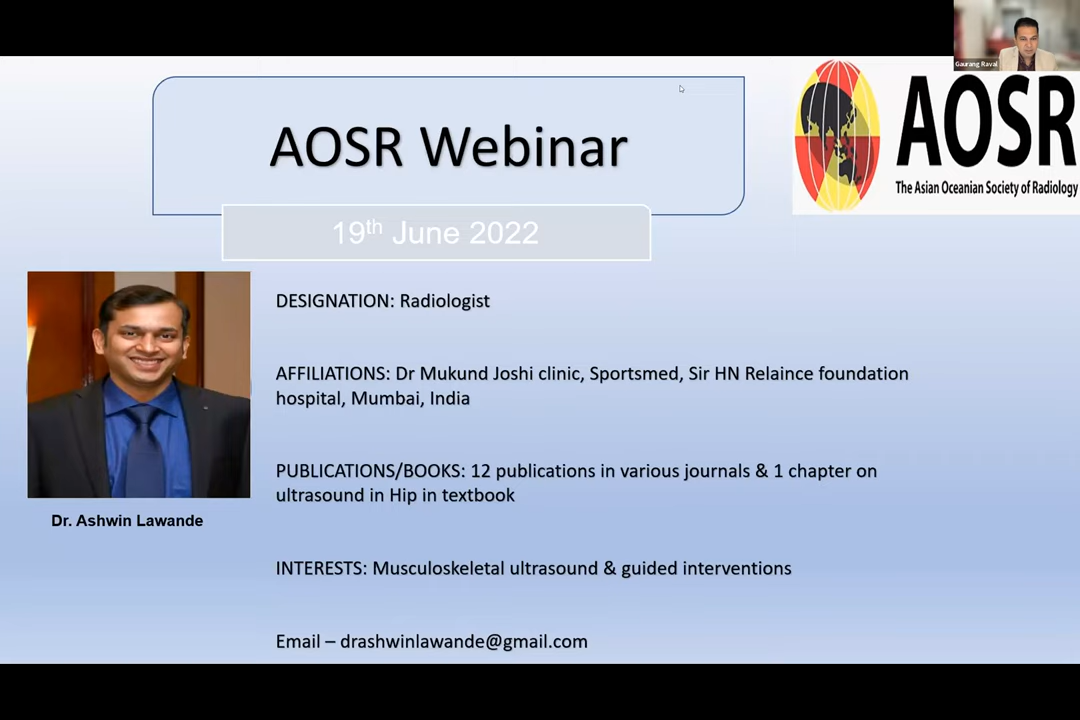 Gaurang Raval
AOSR Webinar
AOSR
The Asian Oceanian Society of Radiology
19th June 2022
DESIGNATION: Radiologist
AFFILIATIONS: Dr Mukund Joshi clinic, Sportsmed, Sir HN Relaince foundation
hospital, Mumbai, India
PUBLICATIONS/BOOKS: 12 publications in various journals & 1 chapter on
ultrasound in Hip in textbook
Dr. Ashwin Lawande
INTERESTS: Musculoskeletal ultrasound & guided interventions
Email – drashwinlawande@gmail.com